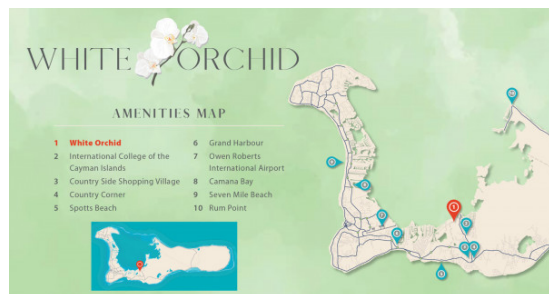 WHITE ORCHID
AMENITIES MAP
1 White Orchid
2 International College of the
Cayman Islands
3 Country Side Shopping Village
4 Country Corner
5 Spotts Beach
6 Grand Harbour
7 Owen Roberts
International Airport
8 Camana Bay
9 Seven Mile Beach
10 Rum Point